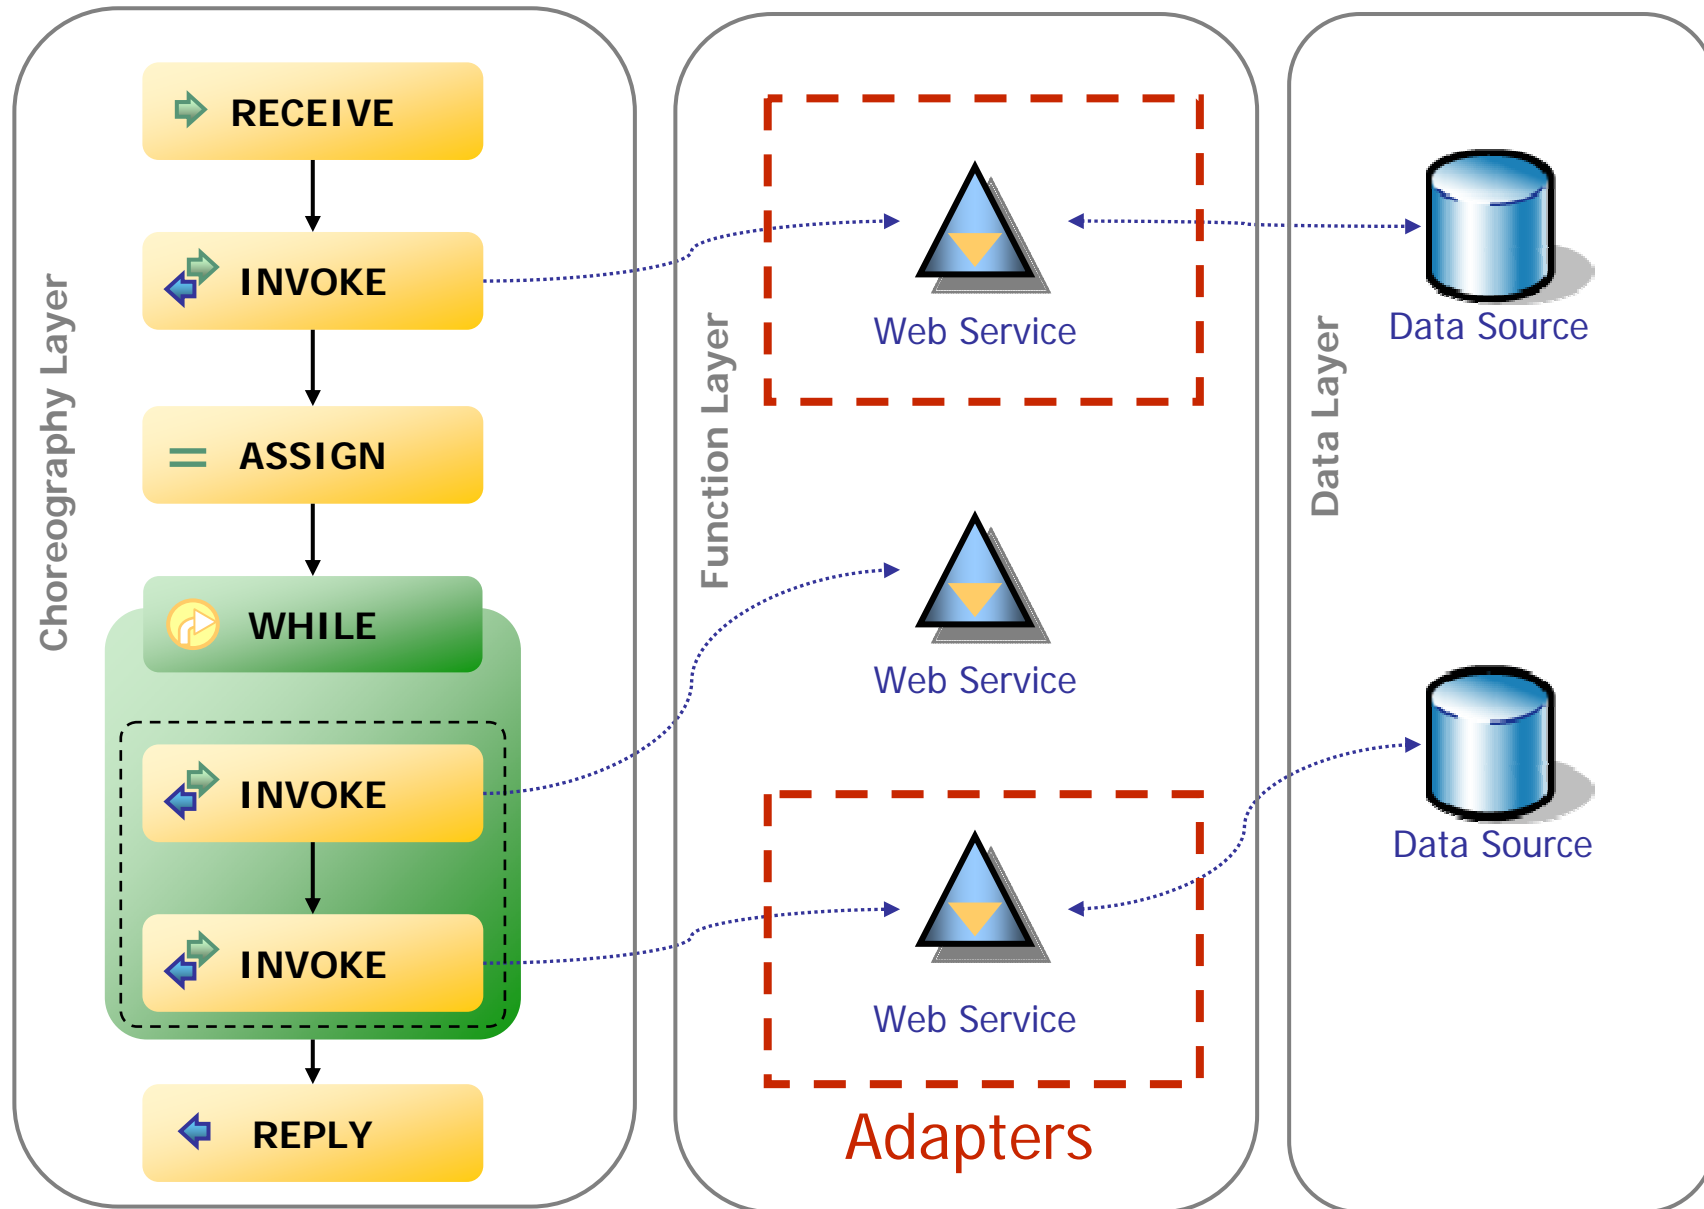 Choreography Layer
RECEIVE
INVOKE
ASSIGN
WHILE
INVOKE
INVOKE
REPLY
Function Layer
Web Service
Web Service
Web Service
Adapters
Data Layer
Data Source
Data Source